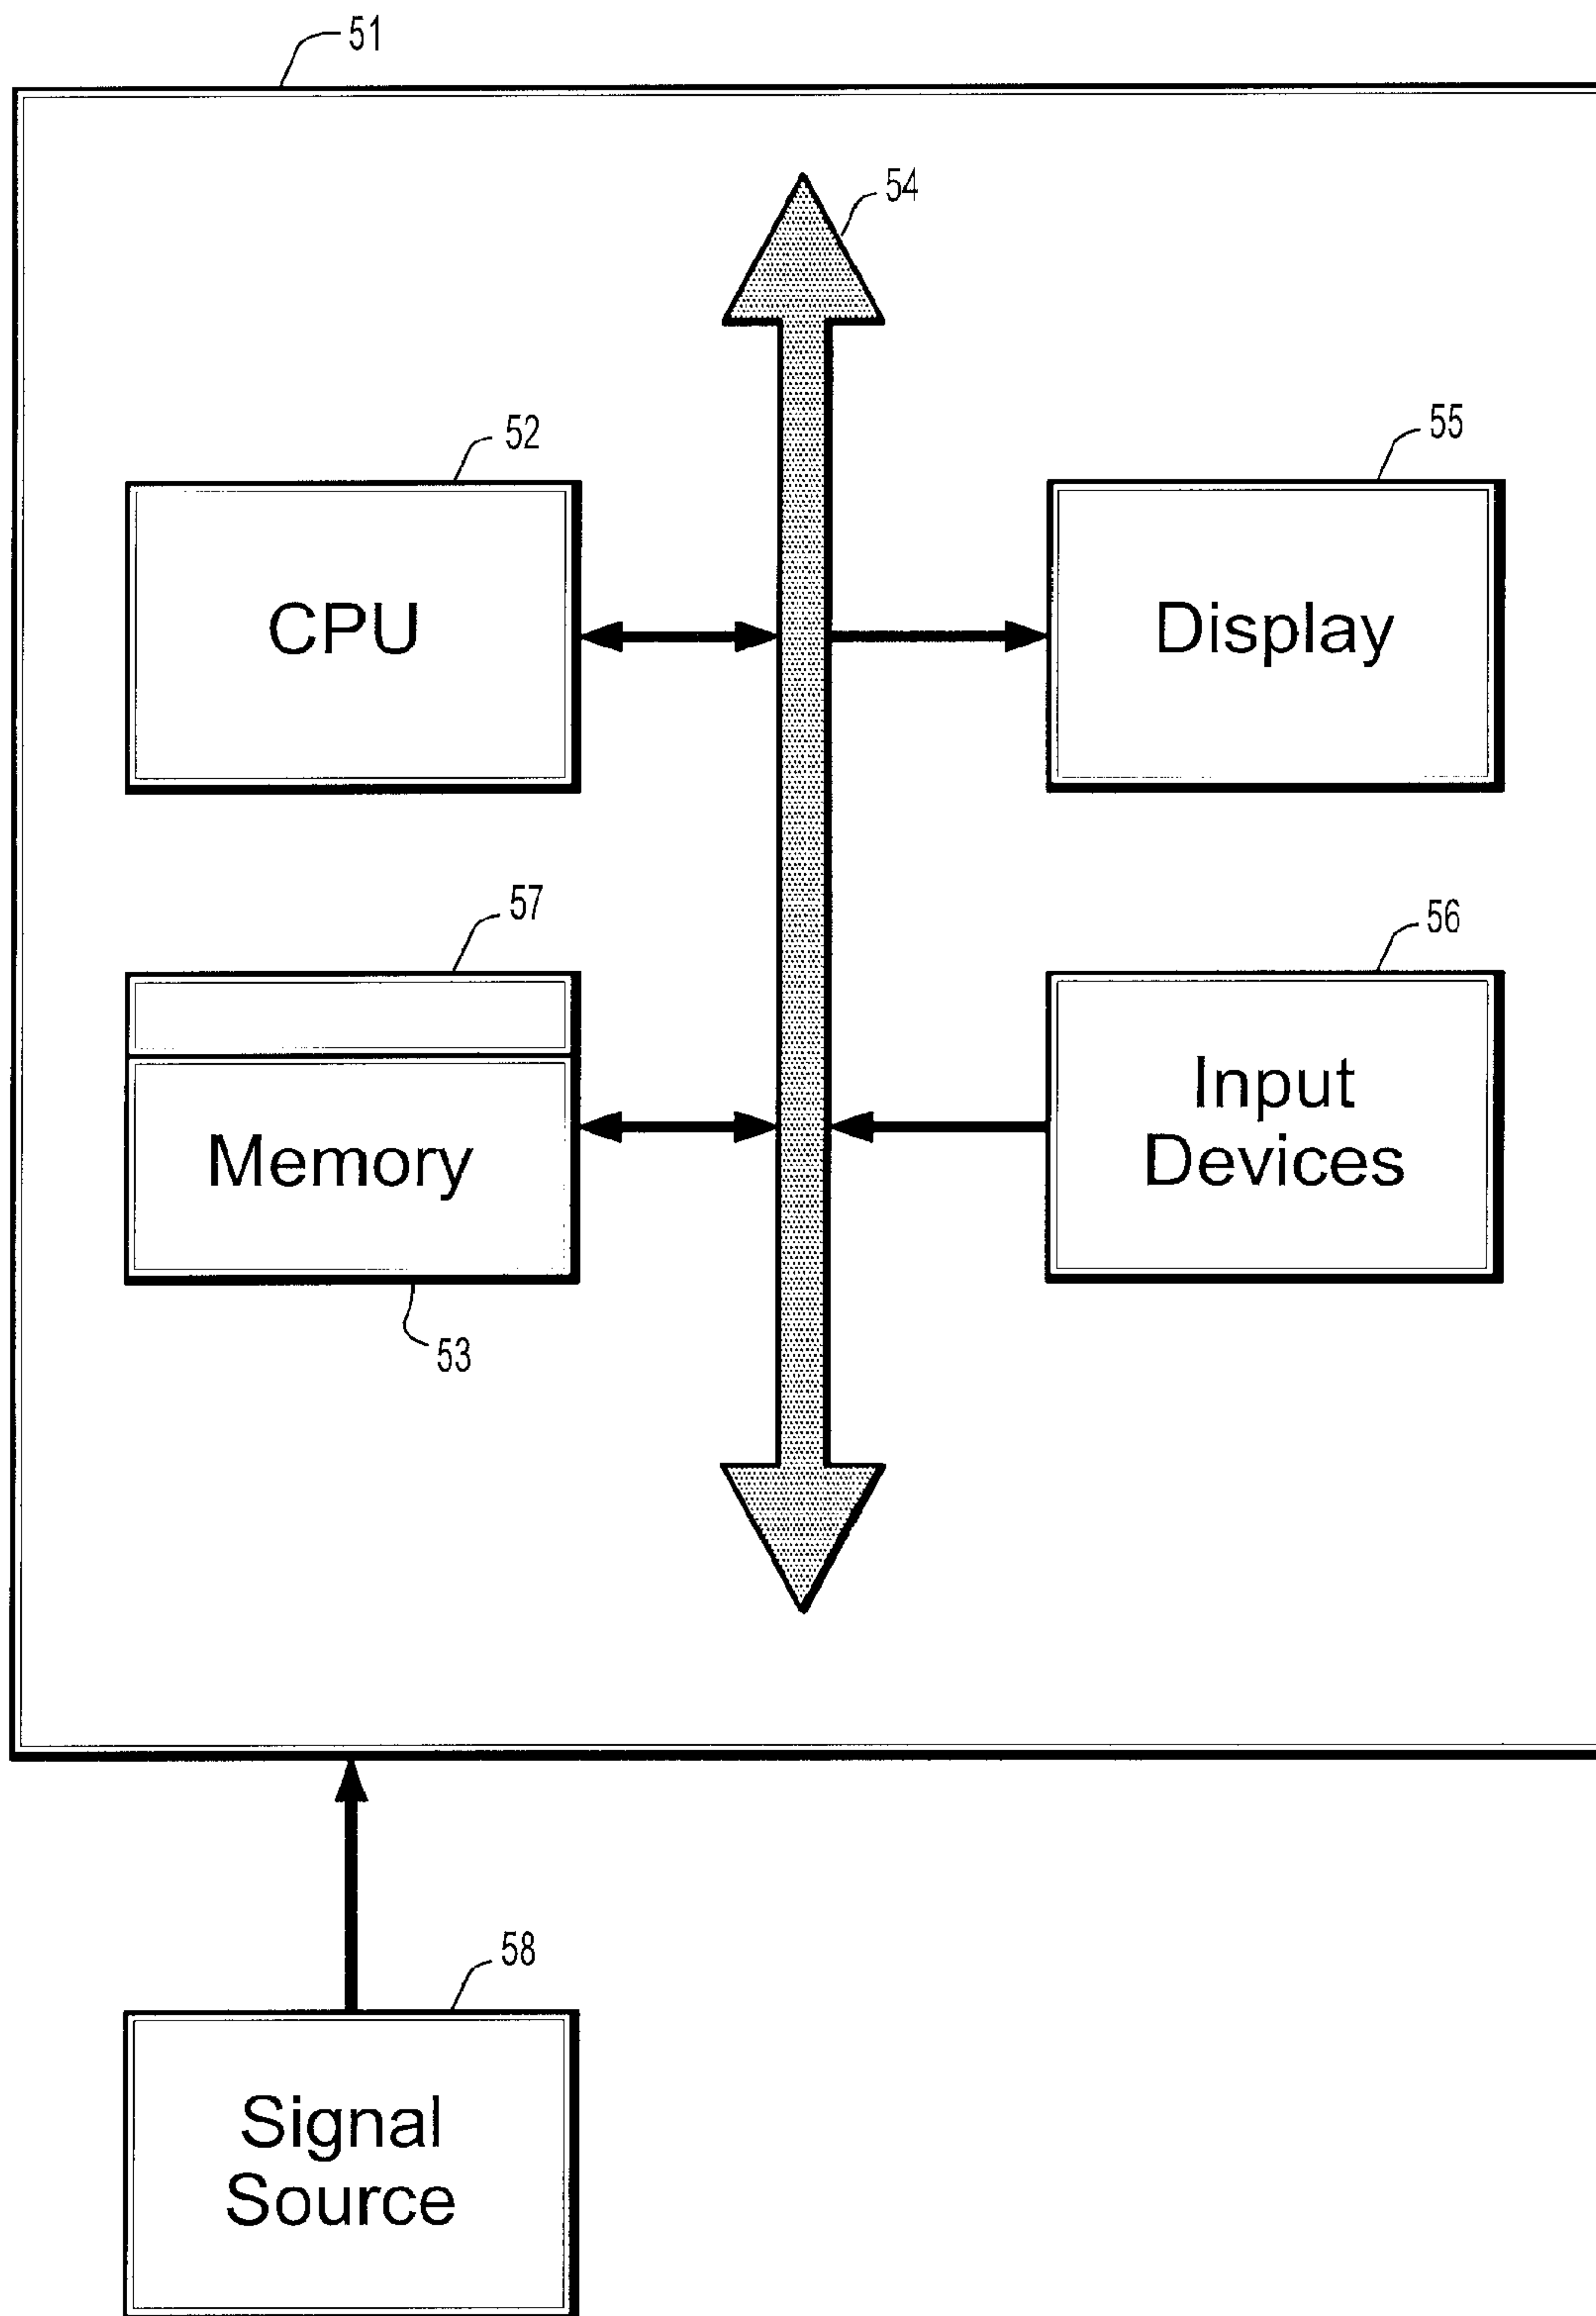 51
54
52
CPU
55
Display
57
Memory
53
56
Input
Devices
58
Signal
Source